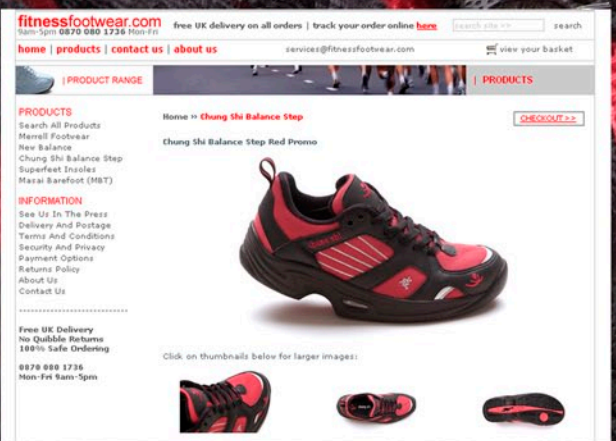 fitnessfootwear.com
9am-5pm 0870 080 1736 Mon-Fri
free UK delivery on all orders | track your order online here
search site >>
search
home | products | contact us | about us
services@fitnessfootwear.com
view your basket
| PRODUCT RANGE
| PRODUCTS
PRODUCTS
Search All Products
Merrell Footwear
New Balance
Chung Shi Balance Step
Superfeet Insoles
Masai Barefoot (MBT)
INFORMATION
See Us In The Press
Delivery And Postage
Terms And Conditions
Security And Privacy
Payment Options
Returns Policy
About Us
Contact Us
Free UK Delivery
No Quibble Returns
100% Safe Ordering
0870 080 1736
Mon-Fri 9am-5pm
Home >> Chung Shi Balance Step
CHECKOUT >>
Chung Shi Balance Step Red Promo
Click on thumbnails below for larger images: